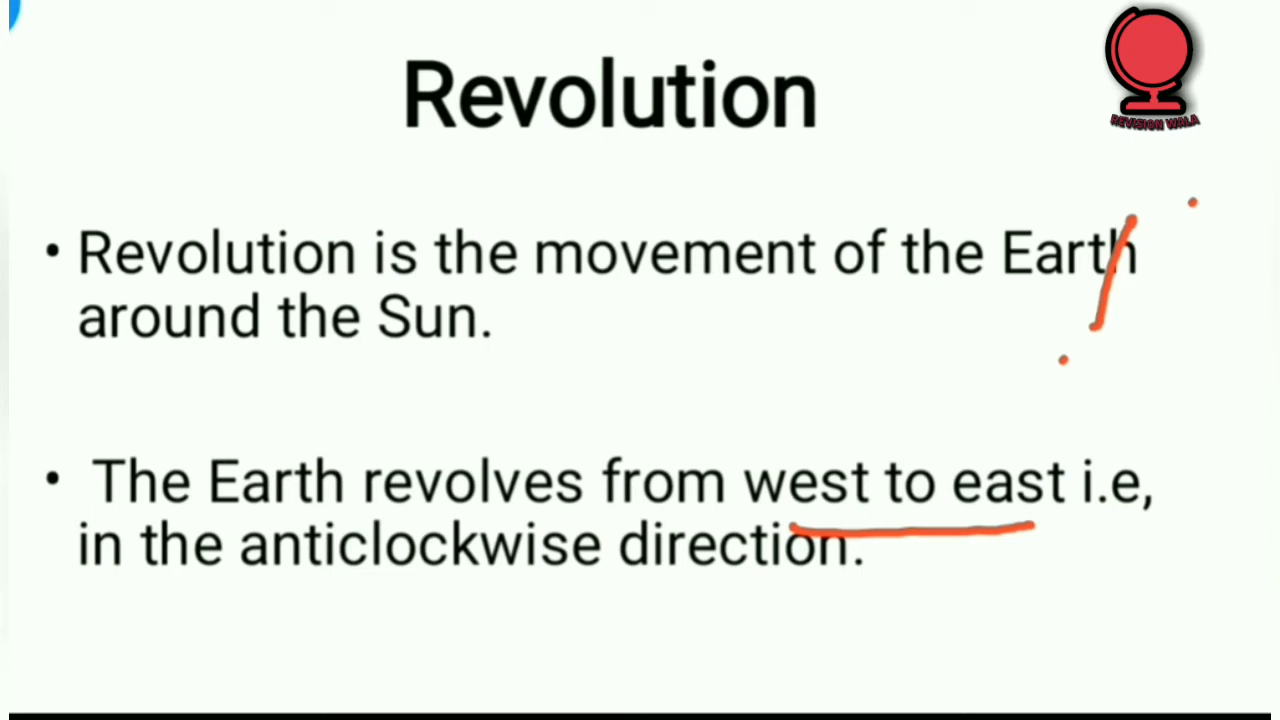 Revolution
REVISION WALA
• Revolution is the movement of the Earth
around the Sun.
• The Earth revolves from west to east i.e,
in the anticlockwise direction.